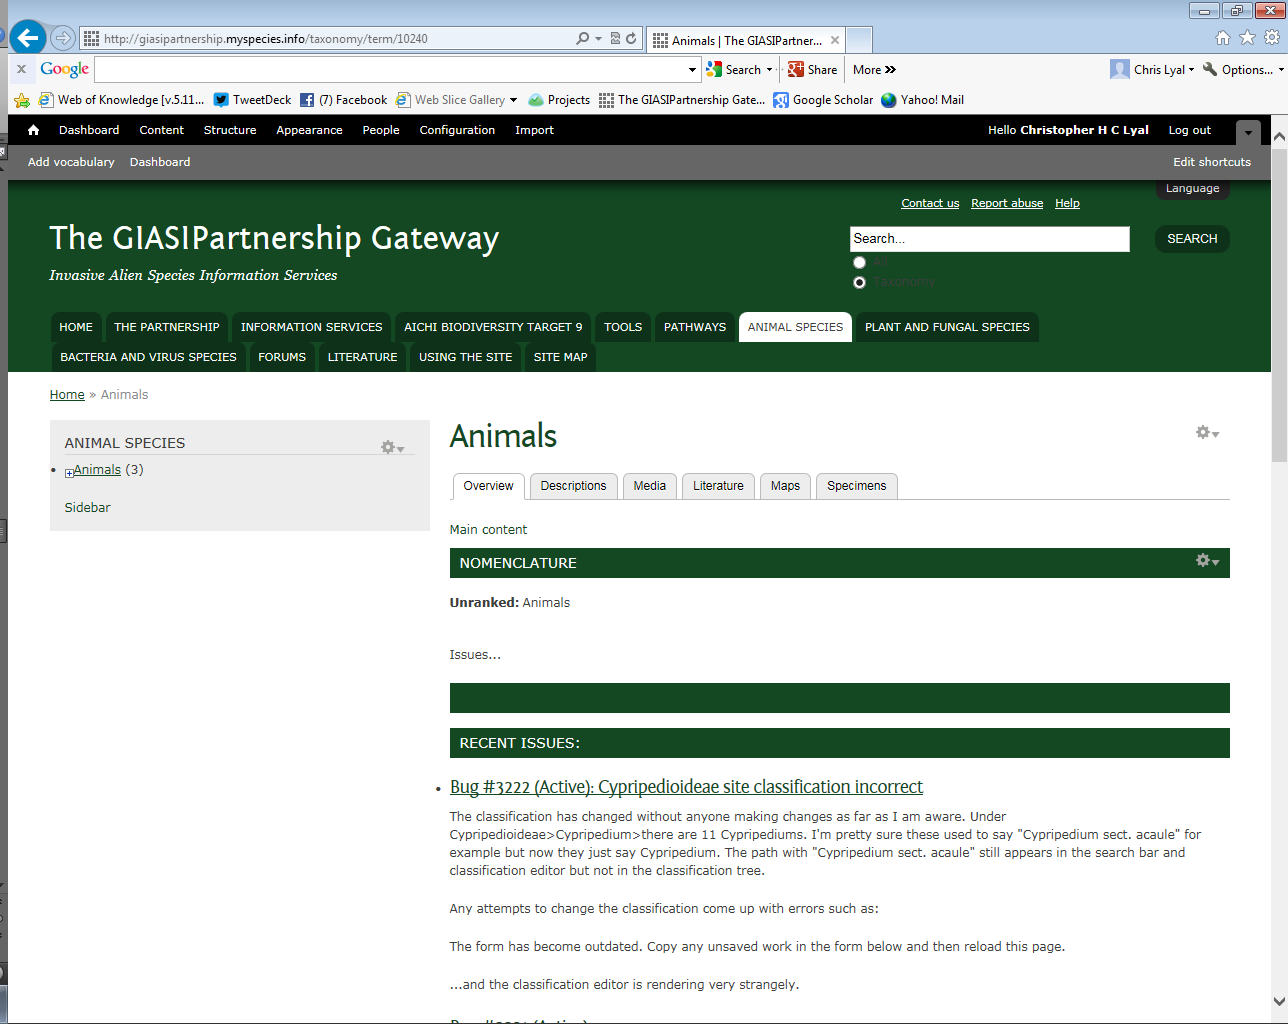 http://giasipartnership.myspecies.info/taxonomy/term/10240
Animals | The GIASIPartner...
x Google Search Share More » Chris Lyal Options...
Web of Knowledge [v.5.11... TweetDeck (7) Facebook Web Slice Gallery Projects The GIASIPartnership Gate... Google Scholar Yahoo! Mail
Dashboard Content Structure Appearance People Configuration Import Hello Christopher H C Lyal Log out
Add vocabulary Dashboard Edit shortcuts
Language
Contact us Report abuse Help
The GIASIPartnership Gateway
Search... SEARCH
Invasive Alien Species Information Services
All
Taxonomy
HOME THE PARTNERSHIP INFORMATION SERVICES AICHI BIODIVERSITY TARGET 9 TOOLS PATHWAYS ANIMAL SPECIES PLANT AND FUNGAL SPECIES
BACTERIA AND VIRUS SPECIES FORUMS LITERATURE USING THE SITE SITE MAP
Home » Animals
ANIMAL SPECIES
Animals (3)
Sidebar
Animals
Overview Descriptions Media Literature Maps Specimens
Main content
NOMENCLATURE
Unranked: Animals
Issues...
RECENT ISSUES:
Bug #3222 (Active): Cypripedioideae site classification incorrect
The classification has changed without anyone making changes as far as I am aware. Under
Cypripedioideae>Cypripedium>there are 11 Cypripediums. I'm pretty sure these used to say "Cypripedium sect. acaule" for
example but now they just say Cypripedium. The path with "Cypripedium sect. acaule" still appears in the search bar and
classification editor but not in the classification tree.
Any attempts to change the classification come up with errors such as:
The form has become outdated. Copy any unsaved work in the form below and then reload this page.
...and the classification editor is rendering very strangely.